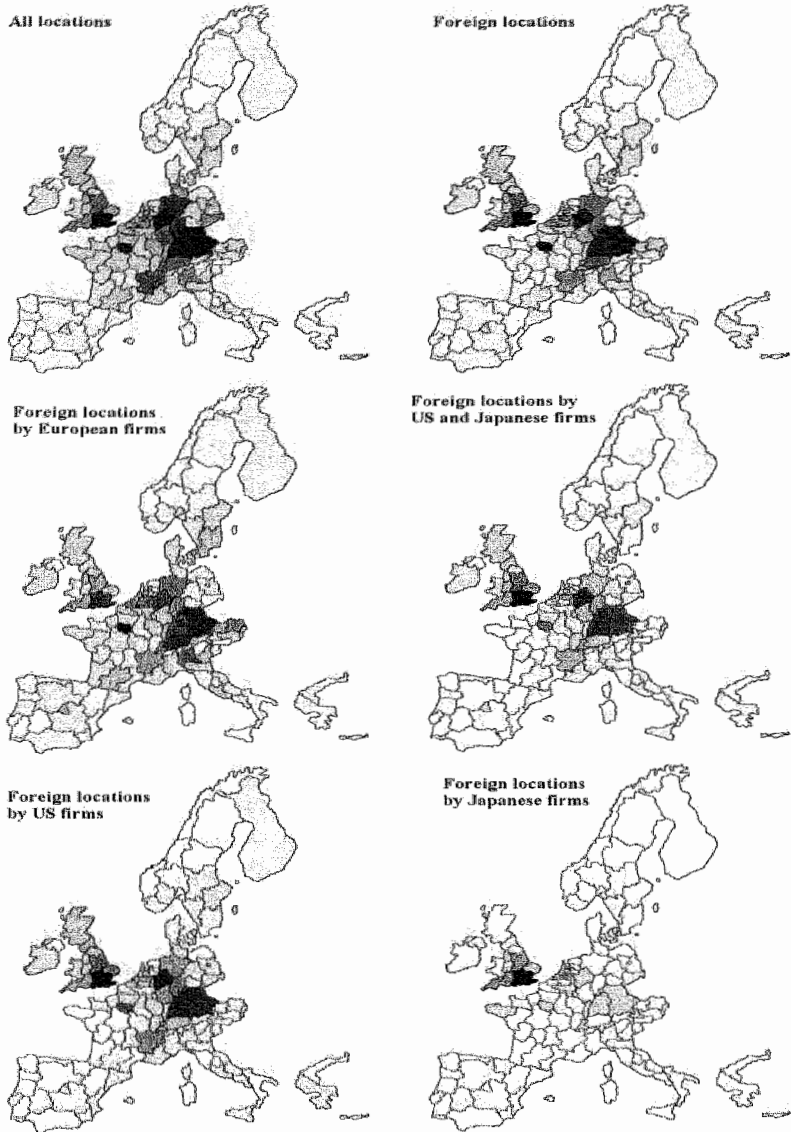 All locations
Foreign locations
Foreign locations
by European firms
Foreign locations by
US and Japanese firms
Foreign locations
by US firms
Foreign locations
by Japanese firms